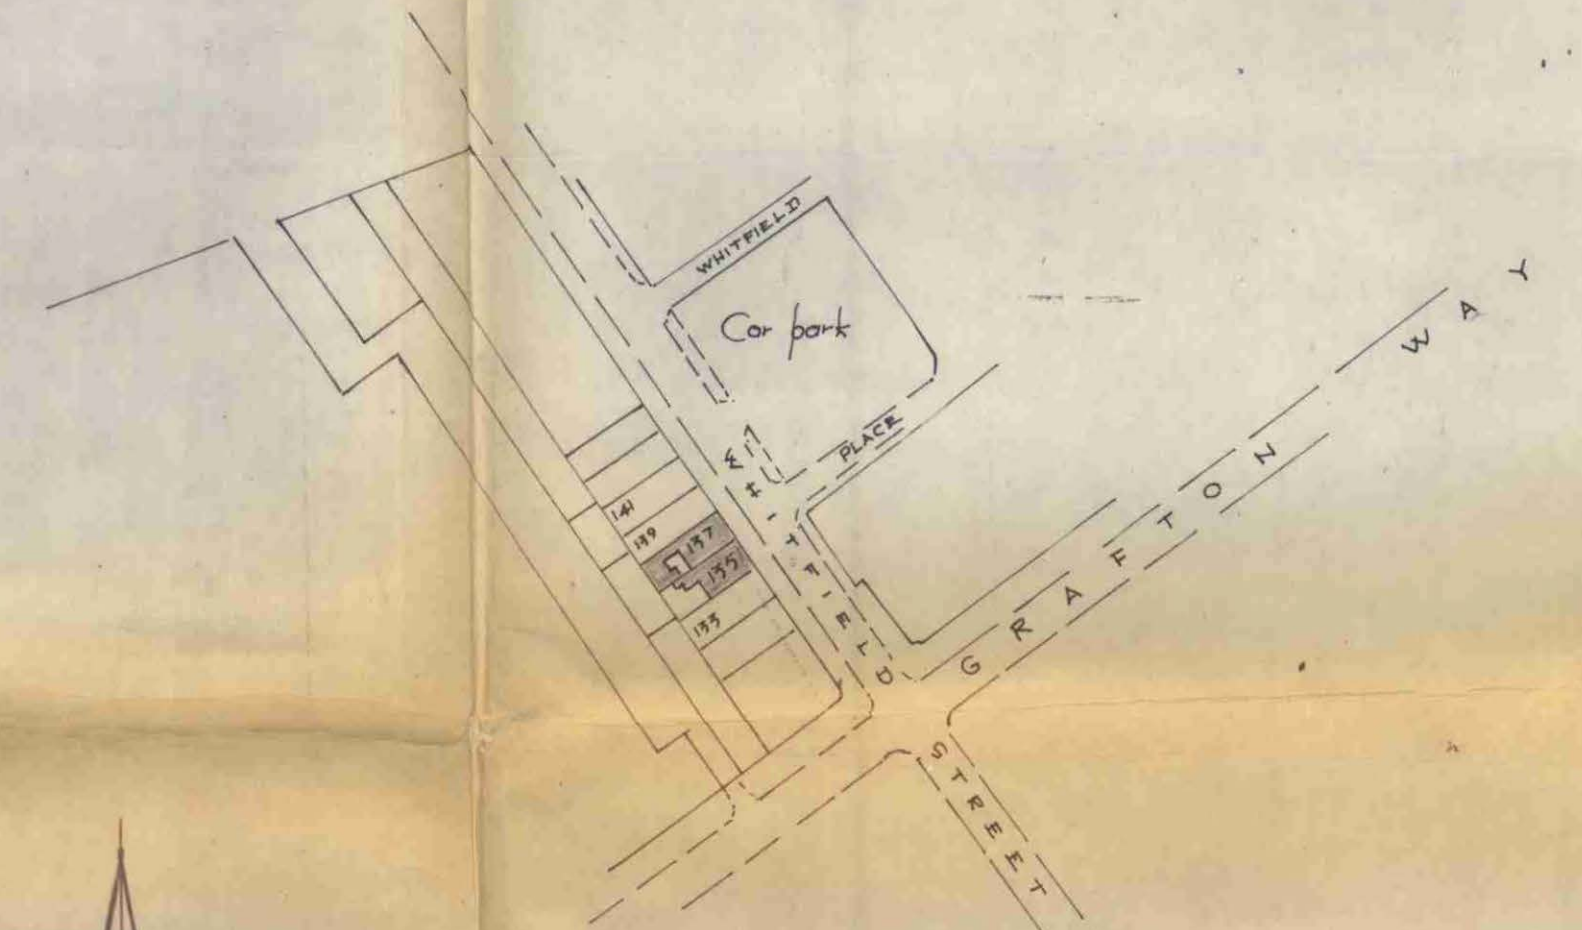 WHITFIELD
Car park
PLACE
WHITFIELD
STREET
GRAFTON WAY
141
139
137
135
133